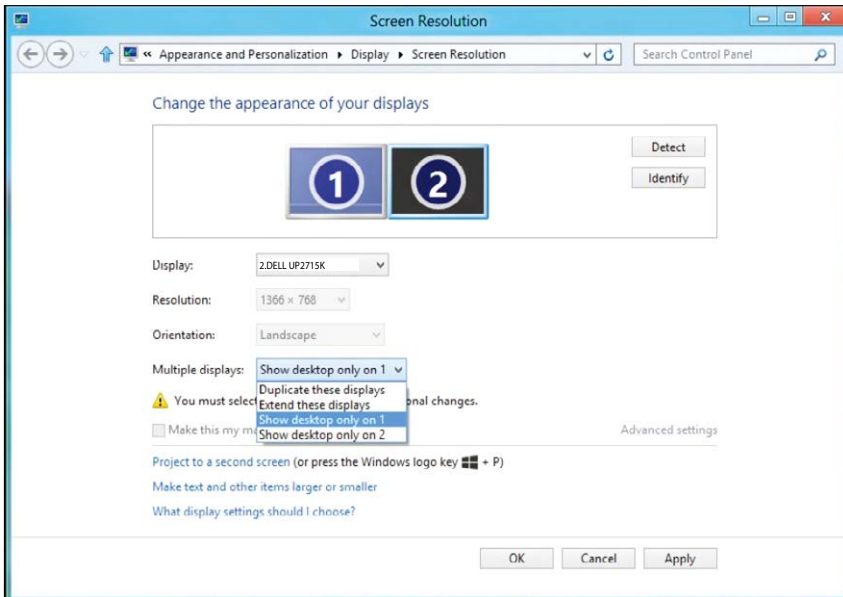 Screen Resolution
« Appearance and Personalization Display Screen Resolution
Search Control Panel
Change the appearance of your displays
1 2
Detect
Identify
Display: 2.DELL UP2715K
Resolution: 1366 × 768
Orientation: Landscape
Multiple displays: Show desktop only on 1
Duplicate these displays
You must select onal changes.
Extend these displays
Show desktop only on 1
Make this my m Advanced settings
Show desktop only on 2
Project to a second screen (or press the Windows logo key + P)
Make text and other items larger or smaller
What display settings should I choose?
OK Cancel Apply